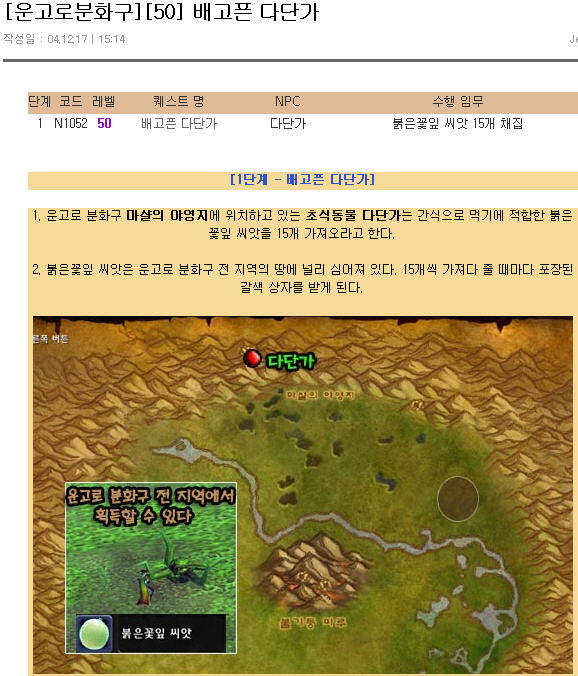 [운고로분화구][50] 배고픈 다단가
작성일 : 04,12,17 | 15:14
Je
단계 코드 레벨 퀘스트 명 NPC 수행 임무
1 N1052 50 배고픈 다단가 다단가 붉은꽃잎 씨앗 15개 채집
[1단계 - 배고픈 다단가]
1. 운고로 분화구 마샬의 야영지에 위치하고 있는 초식동물 다단가는 간식으로 먹기에 적합한 붉은
꽃잎 씨앗을 15개 가져오라고 한다.
2. 붉은꽃잎 씨앗은 운고로 분화구 전 지역의 땅에 널리 심어져 있다. 15개씩 가져다 줄 때마다 포장된
갈색 상자를 받게 된다.
른쪽 버튼
다단가
마샬의 야영지
운고로 분화구 전 지역에서
획득할 수 있다
붉은꽃잎 씨앗
불기둥 마루